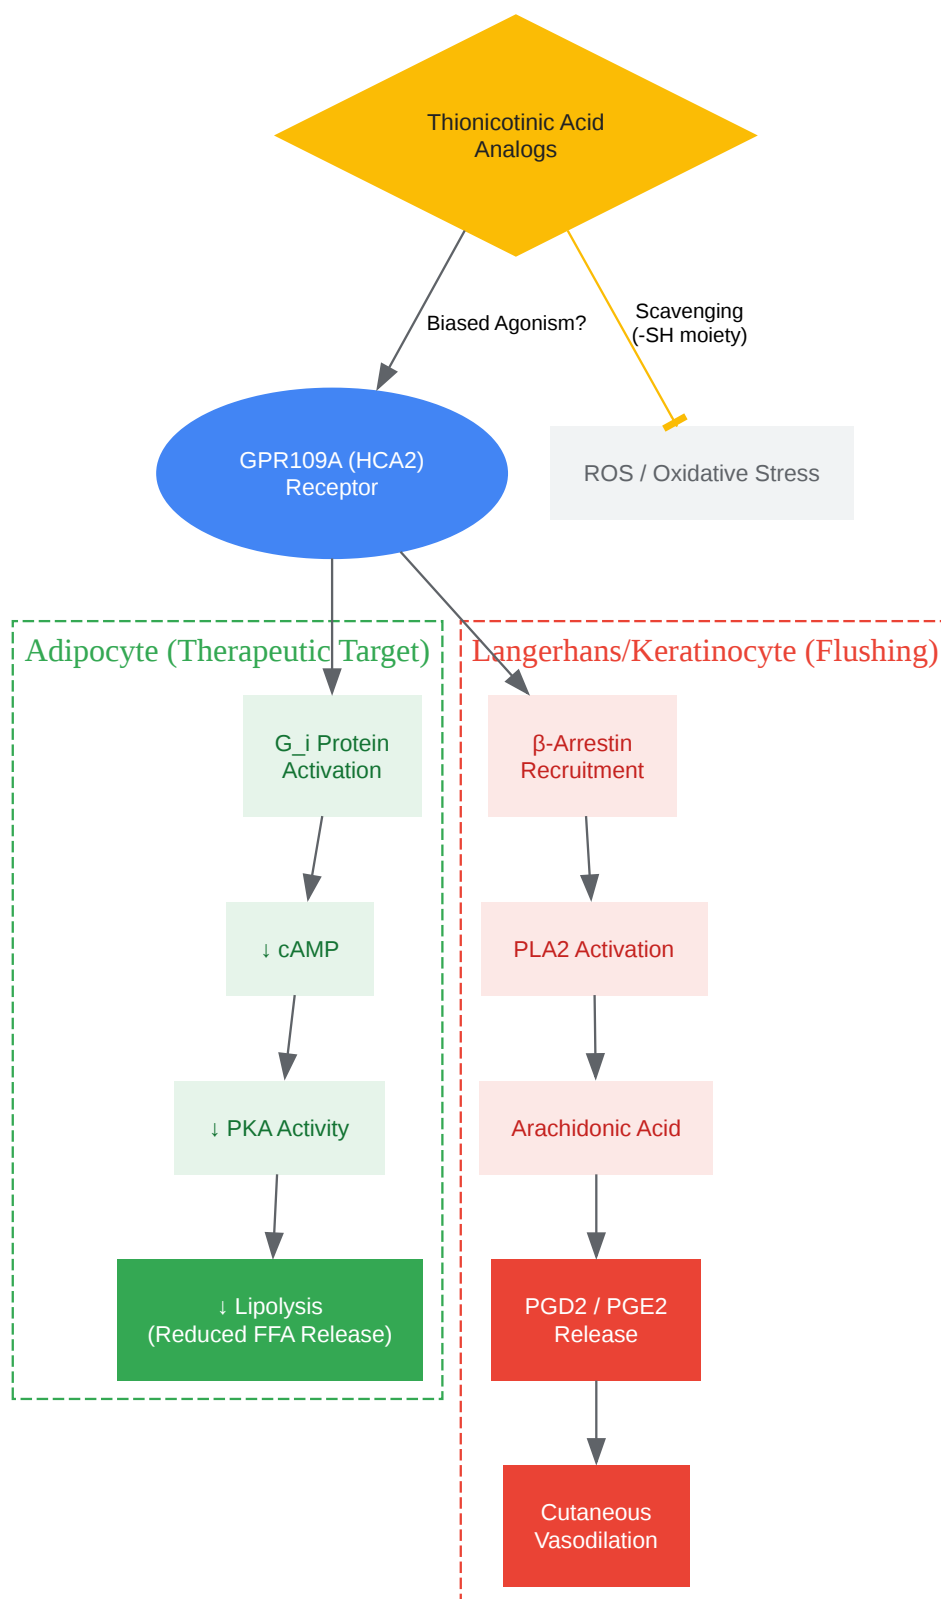 Thionicotinic Acid
Analogs
Biased Agonism?
Scavenging
(-SH moiety)
GPR109A (HCA2)
Receptor
ROS / Oxidative Stress
Adipocyte (Therapeutic Target)
Langerhans/Keratinocyte (Flushing)
G_i Protein
Activation
β-Arrestin
Recruitment
↓ cAMP
PLA2 Activation
↓ PKA Activity
Arachidonic Acid
↓ Lipolysis
(Reduced FFA Release)
PGD2 / PGE2
Release
Cutaneous
Vasodilation